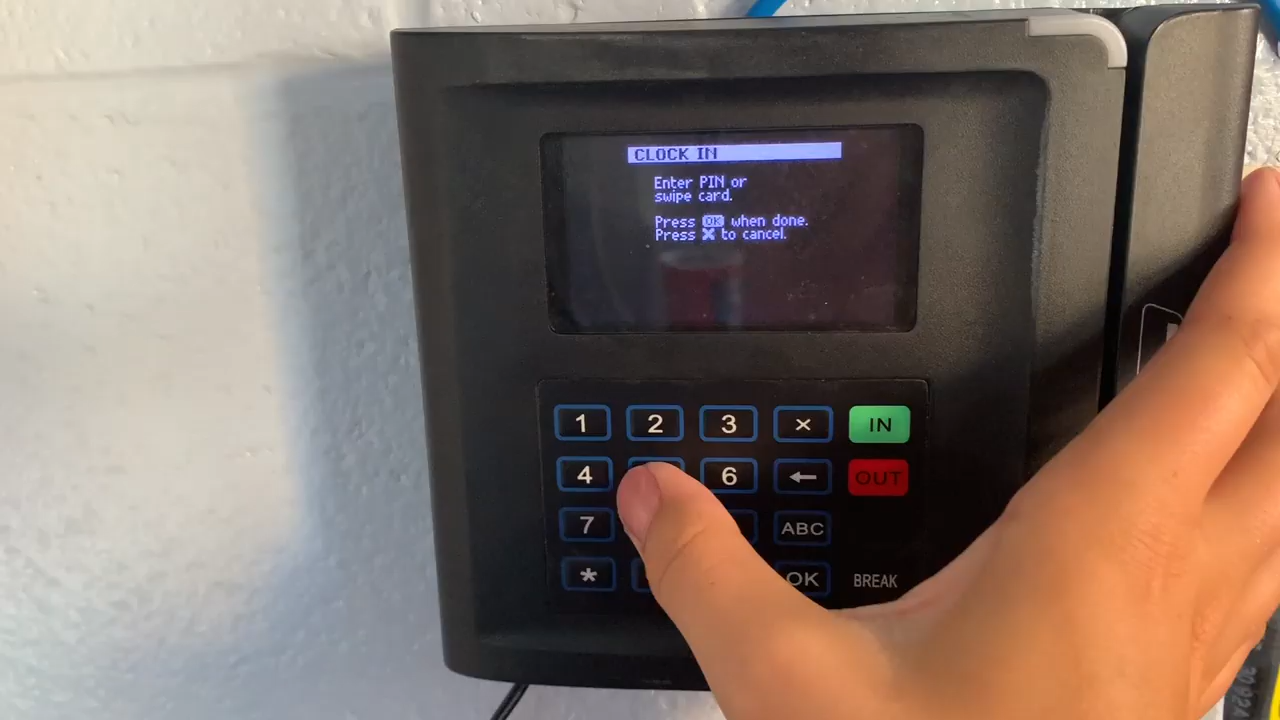 CLOCK IN
Enter PIN or
swipe card.
Press OK when done.
Press × to cancel.
1 2 3 × IN
4 6 ← OUT
7 ABC
* OK BREAK